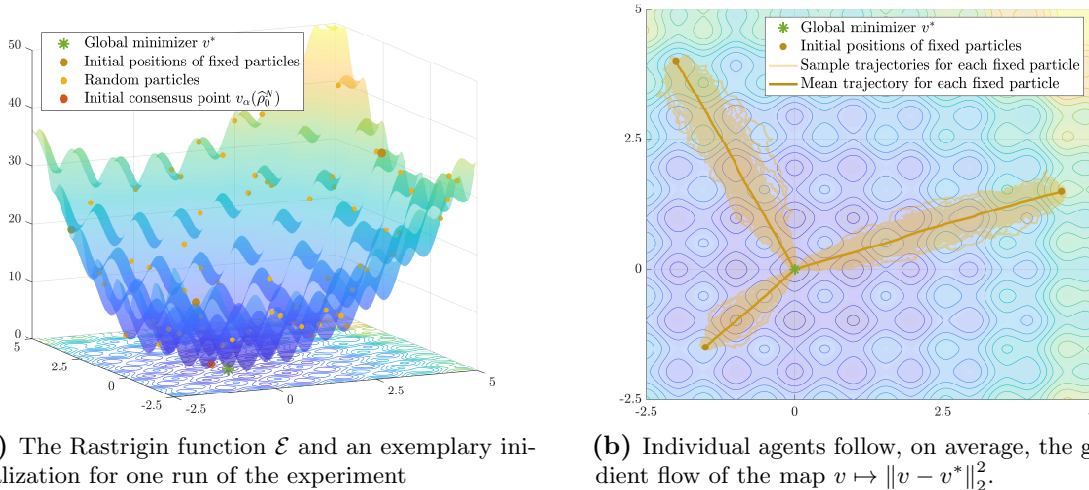 Global minimizer v*
Initial positions of fixed particles
Random particles
Initial consensus point vα(ρ̂₀ᴺ)
50
40
30
20
10
0
5
2.5
0
-2.5
-2.5
0
2.5
5
Global minimizer v*
Initial positions of fixed particles
Sample trajectories for each fixed particle
Mean trajectory for each fixed particle
5
2.5
0
-2.5
-2.5
0
2.5
) The Rastrigin function ℰ and an exemplary ini-
alization for one run of the experiment
(b) Individual agents follow, on average, the g
dient flow of the map v ↦ ‖v − v*‖₂².